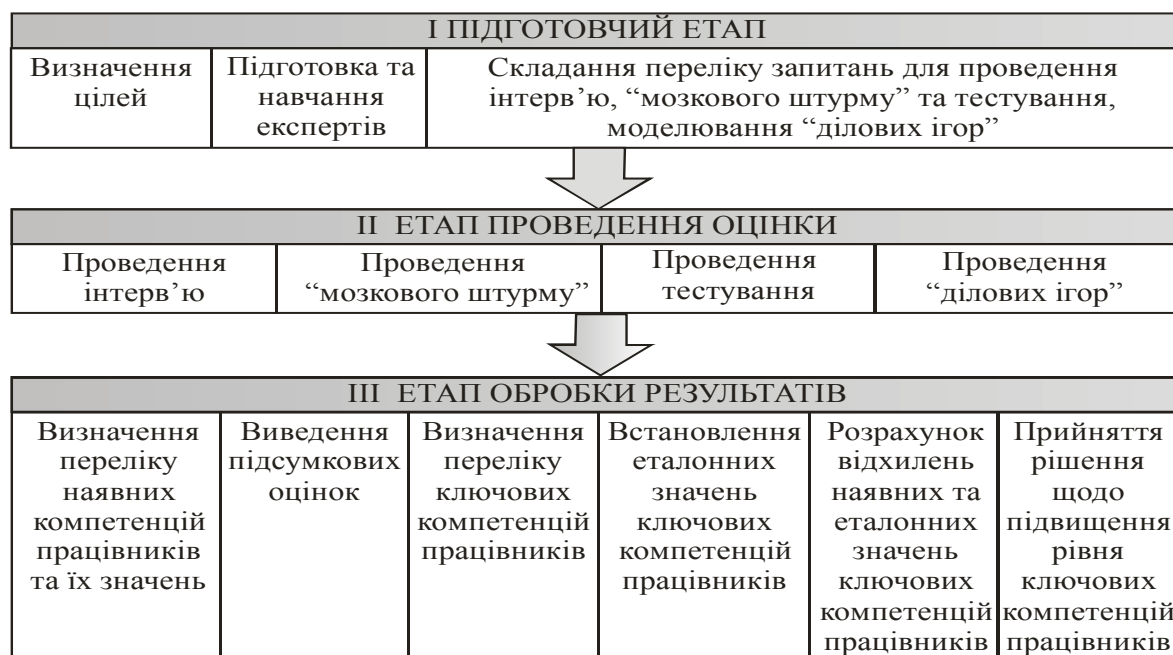 І ПІДГОТОВЧИЙ ЕТАП
Визначення
цілей
Підготовка та
навчання
експертів
Складання переліку запитань для проведення
інтерв’ю, “мозкового штурму” та тестування,
моделювання “ділових ігор”
ІІ ЕТАП ПРОВЕДЕННЯ ОЦІНКИ
Проведення
інтерв’ю
Проведення
“мозкового штурму”
Проведення
тестування
Проведення
“ділових ігор”
ІІІ ЕТАП ОБРОБКИ РЕЗУЛЬТАТІВ
Визначення
переліку
наявних
компетенцій
працівників
та їх значень
Виведення
підсумкових
оцінок
Визначення
переліку
ключових
компетенцій
працівників
Встановлення
еталонних
значень
ключових
компетенцій
працівників
Розрахунок
відхилень
наявних та
еталонних
значень
ключових
компетенцій
працівників
Прийняття
рішення
щодо
підвищення
рівня
ключових
компетенцій
працівників